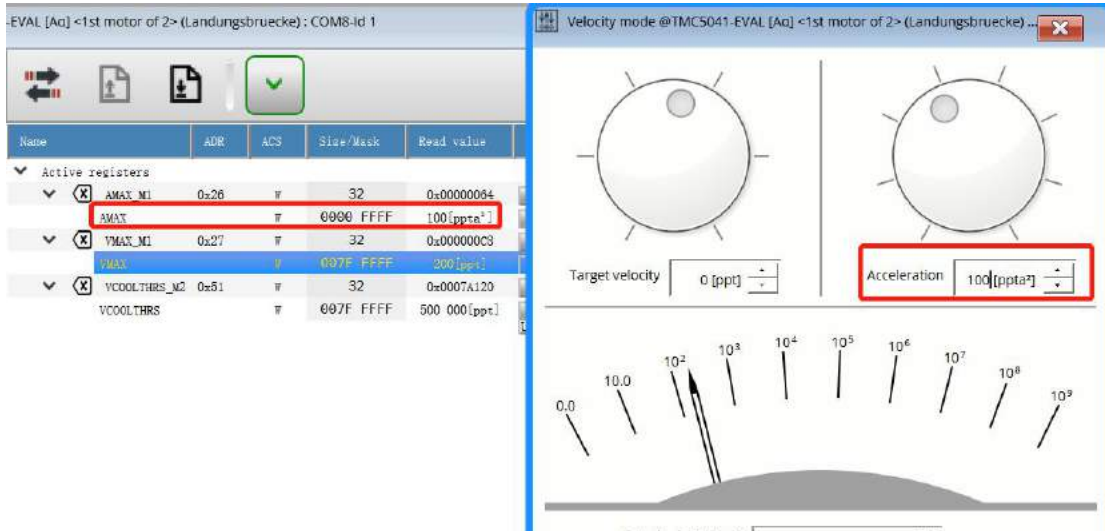 -EVAL [Aa] <1st motor of 2> (Landungsbruecke) : COM8-Id 1
Name ADR ACS Size/Mask Read value
Active registers
AMAX_M1 0x26 W 32 0x00000064
AMAX W 0000 FFFF 100[ppta²]
VMAX_M1 0x27 W 32 0x000000C8
VMAX W 007F FFFF 200[ppt]
VCOOLTHRS_M2 0x51 W 32 0x0007A120
VCOOLTHRS W 007F FFFF 500 000[ppt]
Velocity mode @TMC5041-EVAL [Aa] <1st motor of 2> (Landungsbruecke) ...
Target velocity 0 [ppt]
Acceleration 100 [ppta²]
0.0 10.0 10² 10³ 10⁴ 10⁵ 10⁶ 10⁷ 10⁸ 10⁹